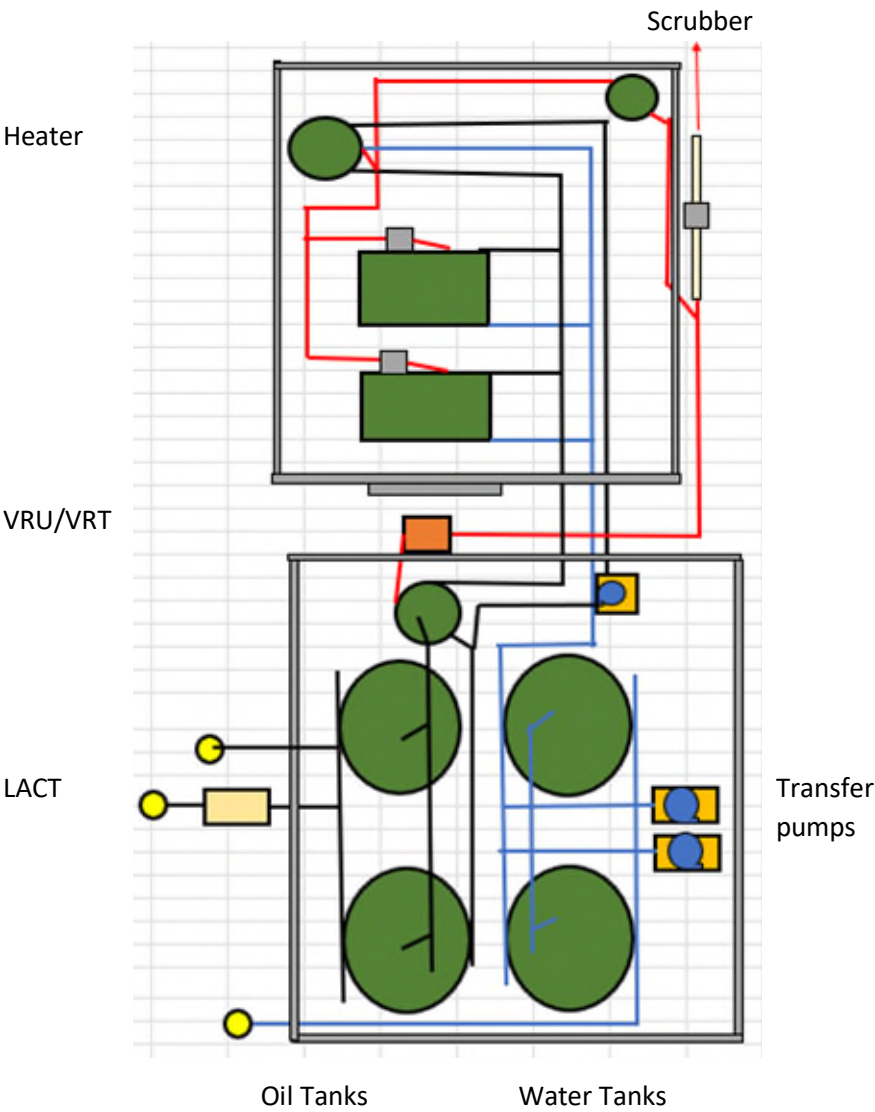 Scrubber
Heater
VRU/VRT
LACT
Transfer
pumps
Oil Tanks
Water Tanks